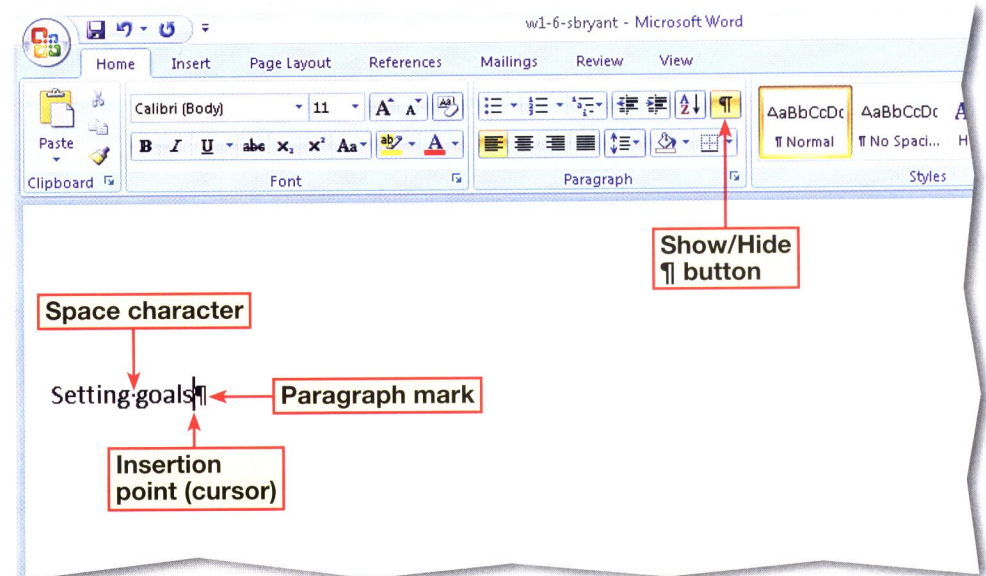 w1-6-sbryant - Microsoft Word
Home Insert Page Layout References Mailings Review View
Calibri (Body) 11 A A Aa
Paste
B I U abc X₂ X² Aa ab A
AaBbCcDc AaBbCcDc A
¶ Normal ¶ No Spaci... H
Clipboard Font Paragraph Styles
Show/Hide
¶ button
Space character
Setting·goals¶
Paragraph mark
Insertion
point (cursor)